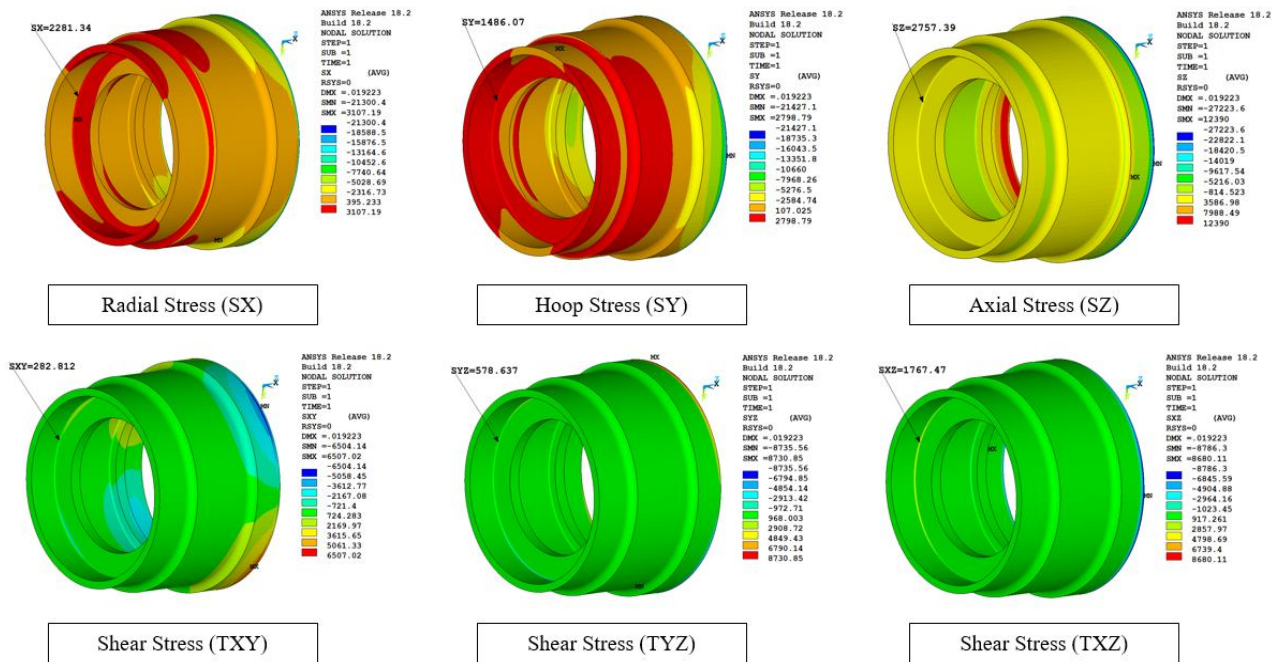 SX=2281.34
MX
MN
X
ANSYS Release 18.2
Build 18.2
NODAL SOLUTION
STEP=1
SUB =1
TIME=1
SX (AVG)
RSYS=0
DMX =.019223
SMN =-21300.4
SMX =3107.19
-21300.4
-18588.5
-15876.5
-13164.6
-10452.6
-7740.64
-5028.69
-2316.73
395.233
3107.19
Radial Stress (SX)
SY=1486.07
MX
MN
X
ANSYS Release 18.2
Build 18.2
NODAL SOLUTION
STEP=1
SUB =1
TIME=1
SY (AVG)
RSYS=0
DMX =.019223
SMN =-21427.1
SMX =2798.79
-21427.1
-18735.3
-16043.5
-13351.8
-10660
-7968.26
-5276.5
-2584.74
107.025
2798.79
Hoop Stress (SY)
SZ=2757.39
MN
MX
X
ANSYS Release 18.2
Build 18.2
NODAL SOLUTION
STEP=1
SUB =1
TIME=1
SZ (AVG)
RSYS=0
DMX =.019223
SMN =-27223.6
SMX =12390
-27223.6
-22822.1
-18420.5
-14019
-9617.54
-5216.03
-814.523
3586.98
7988.49
12390
Axial Stress (SZ)
SXY=282.812
MN
MX
X
ANSYS Release 18.2
Build 18.2
NODAL SOLUTION
STEP=1
SUB =1
TIME=1
SXY (AVG)
RSYS=0
DMX =.019223
SMN =-6504.14
SMX =6507.02
-6504.14
-5058.45
-3612.77
-2167.08
-721.4
724.283
2169.97
3615.65
5061.33
6507.02
Shear Stress (TXY)
SYZ=578.637
MX
MN
X
ANSYS Release 18.2
Build 18.2
NODAL SOLUTION
STEP=1
SUB =1
TIME=1
SYZ (AVG)
RSYS=0
DMX =.019223
SMN =-8735.56
SMX =8730.85
-8735.56
-6794.85
-4854.14
-2913.42
-972.71
968.003
2908.72
4849.43
6790.14
8730.85
Shear Stress (TYZ)
SXZ=1767.47
MX
MN
X
ANSYS Release 18.2
Build 18.2
NODAL SOLUTION
STEP=1
SUB =1
TIME=1
SXZ (AVG)
RSYS=0
DMX =.019223
SMN =-8786.3
SMX =8680.11
-8786.3
-6845.59
-4904.88
-2964.16
-1023.45
917.261
2857.97
4798.69
6739.4
8680.11
Shear Stress (TXZ)